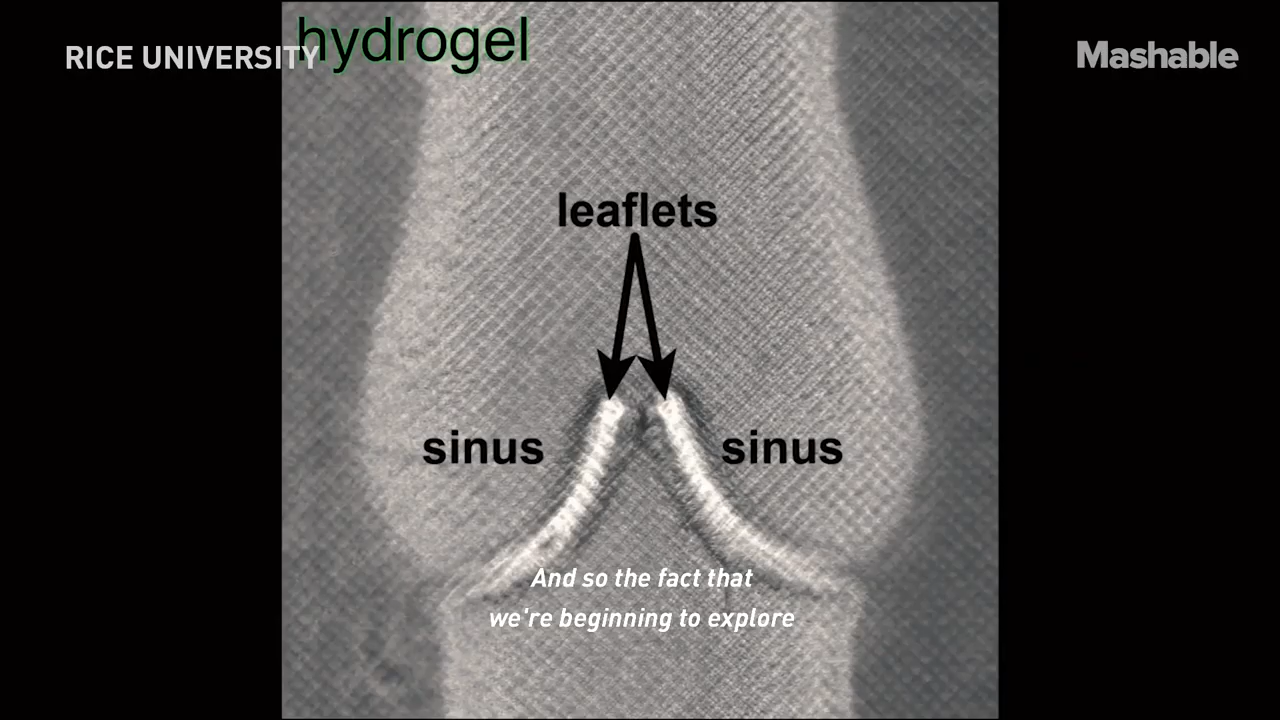 hydrogel
RICE UNIVERSITY
Mashable
leaflets
sinus
sinus
And so the fact that
we're beginning to explore